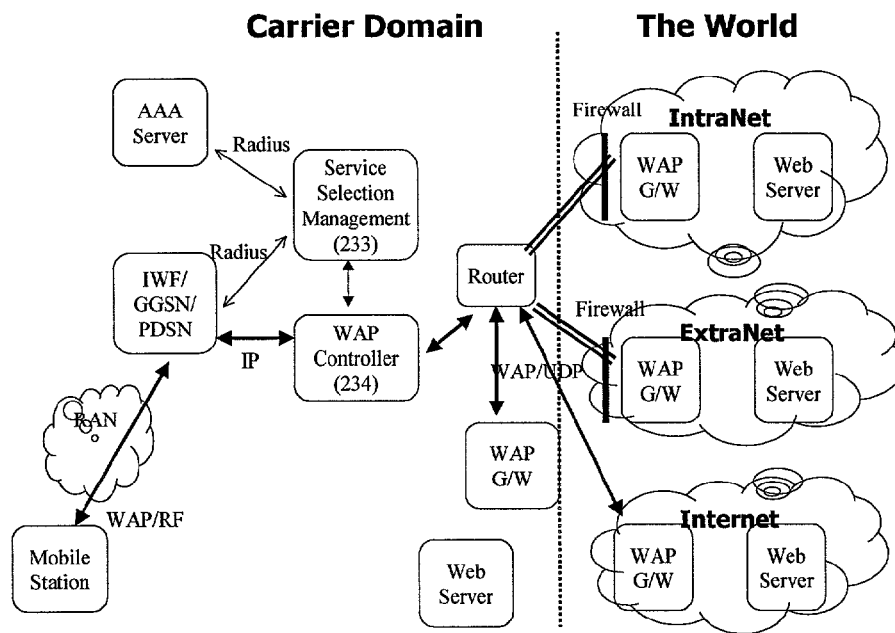 Carrier Domain
The World
AAA
Server
Radius
Service
Selection
Management
(233)
Radius
IWF/
GGSN/
PDSN
IP
WAP
Controller
(234)
Router
RAN
WAP/RF
Mobile
Station
WAP/UDP
WAP
G/W
Web
Server
Firewall
IntraNet
WAP
G/W
Web
Server
Firewall
ExtraNet
WAP
G/W
Web
Server
Internet
WAP
G/W
Web
Server